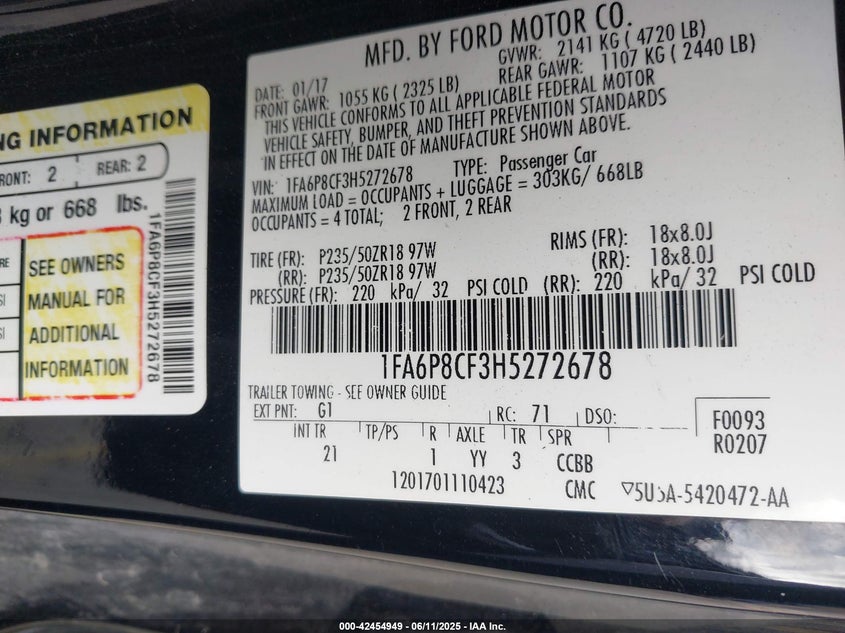 NG INFORMATION
RONT: 2 REAR: 2
kg or 668 lbs.
SEE OWNERS
MANUAL FOR
ADDITIONAL
INFORMATION
1FA6P8CF3H5272678
MFD. BY FORD MOTOR CO.
DATE: 01/17 GVWR: 2141 KG ( 4720 LB)
FRONT GAWR: 1055 KG ( 2325 LB) REAR GAWR: 1107 KG ( 2440 LB)
THIS VEHICLE CONFORMS TO ALL APPLICABLE FEDERAL MOTOR
VEHICLE SAFETY, BUMPER, AND THEFT PREVENTION STANDARDS
IN EFFECT ON THE DATE OF MANUFACTURE SHOWN ABOVE.
VIN: 1FA6P8CF3H5272678 TYPE: Passenger Car
MAXIMUM LOAD = OCCUPANTS + LUGGAGE = 303KG/ 668LB
OCCUPANTS = 4 TOTAL; 2 FRONT, 2 REAR
TIRE (FR): P235/50ZR18 97W RIMS (FR): 18x8.0J
(RR): P235/50ZR18 97W (RR): 18x8.0J
PRESSURE (FR): 220 kPa/ 32 PSI COLD (RR): 220 kPa/ 32 PSI COLD
1FA6P8CF3H5272678
TRAILER TOWING - SEE OWNER GUIDE
EXT PNT: G1 RC: 71 DSO: F0093
R0207
INT TR TP/PS R AXLE TR SPR
21 1 YY 3 CCBB
1201701110423 CMC 5U5A-5420472-AA
000-42454949 - 06/11/2025 - IAA Inc.